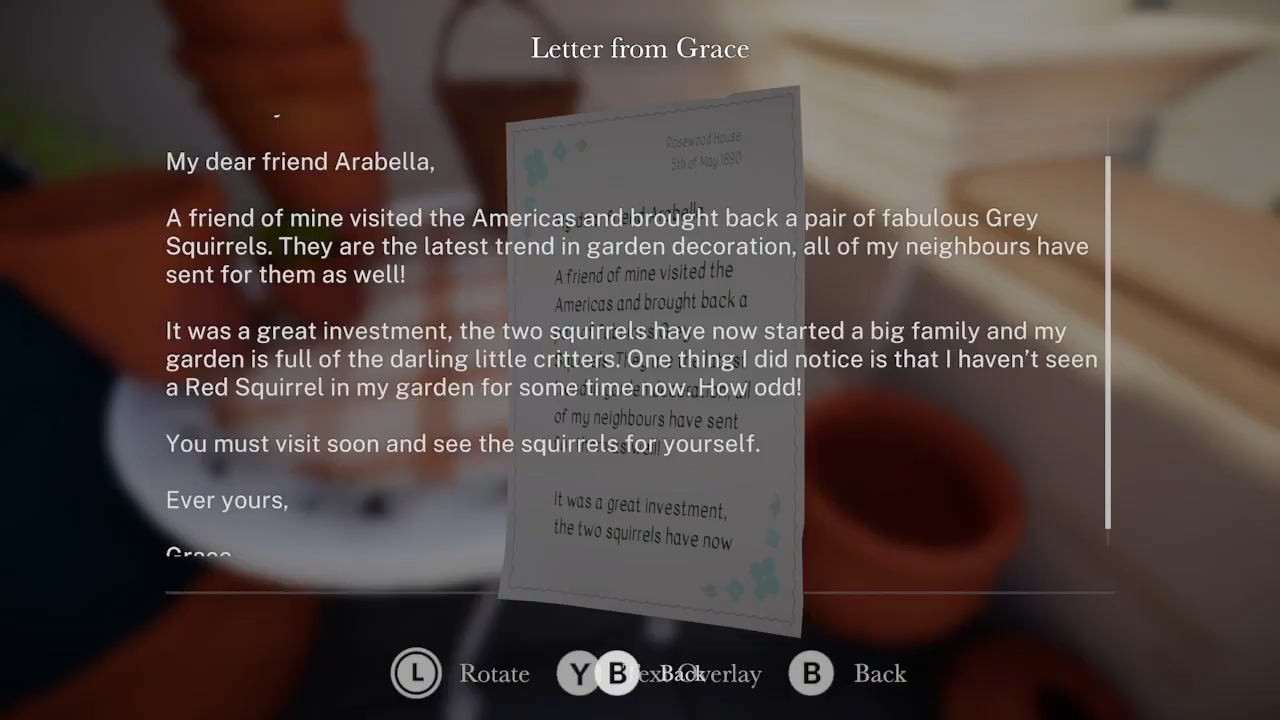 Letter from Grace
My dear friend Arabella,
A friend of mine visited the Americas and brought back a pair of fabulous Grey
Squirrels. They are the latest trend in garden decoration, all of my neighbours have
sent for them as well!
It was a great investment, the two squirrels have now started a big family and my
garden is full of the darling little critters. One thing I did notice is that I haven't seen
a Red Squirrel in my garden for some time now. How odd!
You must visit soon and see the squirrels for yourself.
Ever yours,
Grace
Rosewood House
5th of May 1890
A friend of mine visited the
Americas and brought back a
of my neighbours have sent
It was a great investment,
the two squirrels have now
L Rotate Y B Back Overlay B Back